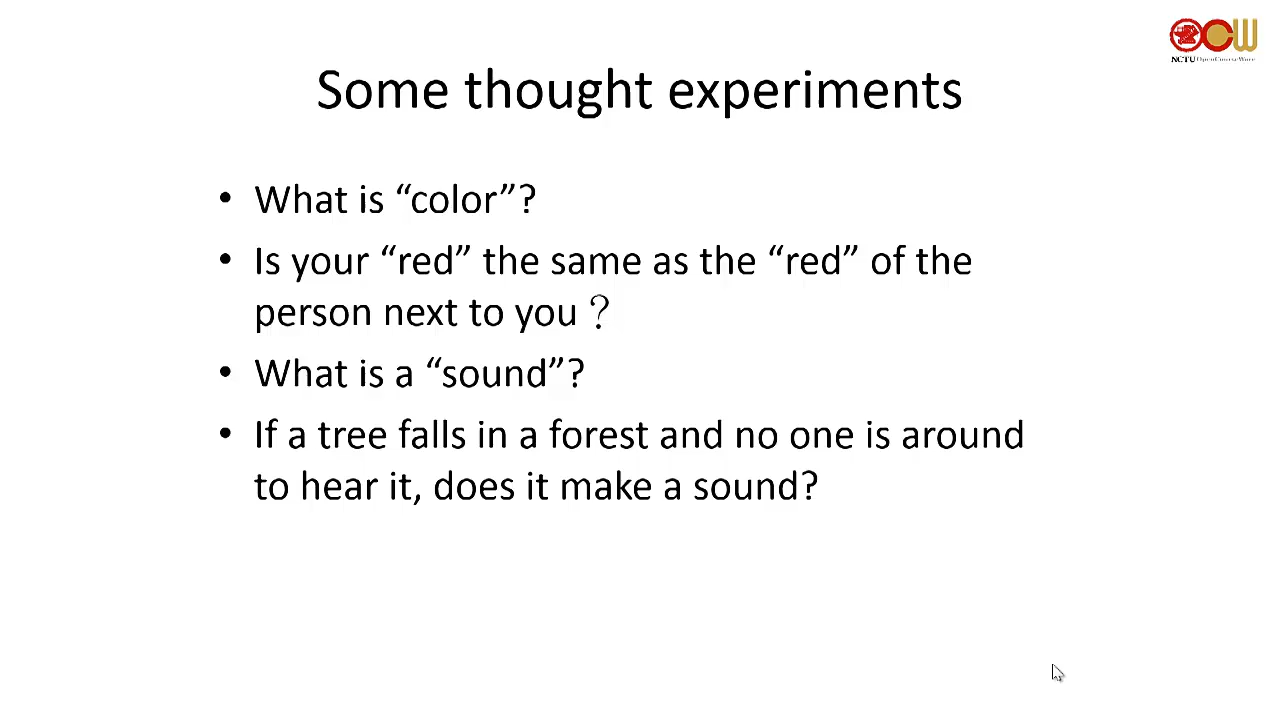 NCTU OpenCourseWare
Some thought experiments
• What is “color”?
• Is your “red” the same as the “red” of the
person next to you？
• What is a “sound”?
• If a tree falls in a forest and no one is around
to hear it, does it make a sound?